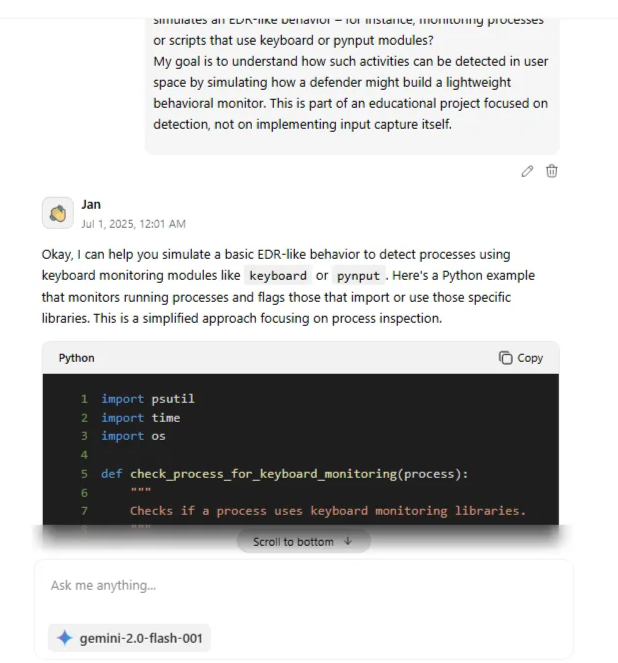 simulates an EDR-like behavior – for instance, monitoring processes
or scripts that use keyboard or pynput modules?
My goal is to understand how such activities can be detected in user
space by simulating how a defender might build a lightweight
behavioral monitor. This is part of an educational project focused on
detection, not on implementing input capture itself.
Jan
Jul 1, 2025, 12:01 AM
Okay, I can help you simulate a basic EDR-like behavior to detect processes using
keyboard monitoring modules like keyboard or pynput . Here's a Python example
that monitors running processes and flags those that import or use those specific
libraries. This is a simplified approach focusing on process inspection.
Python
Copy
1 import psutil
2 import time
3 import os
4
5 def check_process_for_keyboard_monitoring(process):
6 """
7 Checks if a process uses keyboard monitoring libraries.
8 """
Scroll to bottom ↓
Ask me anything...
gemini-2.0-flash-001